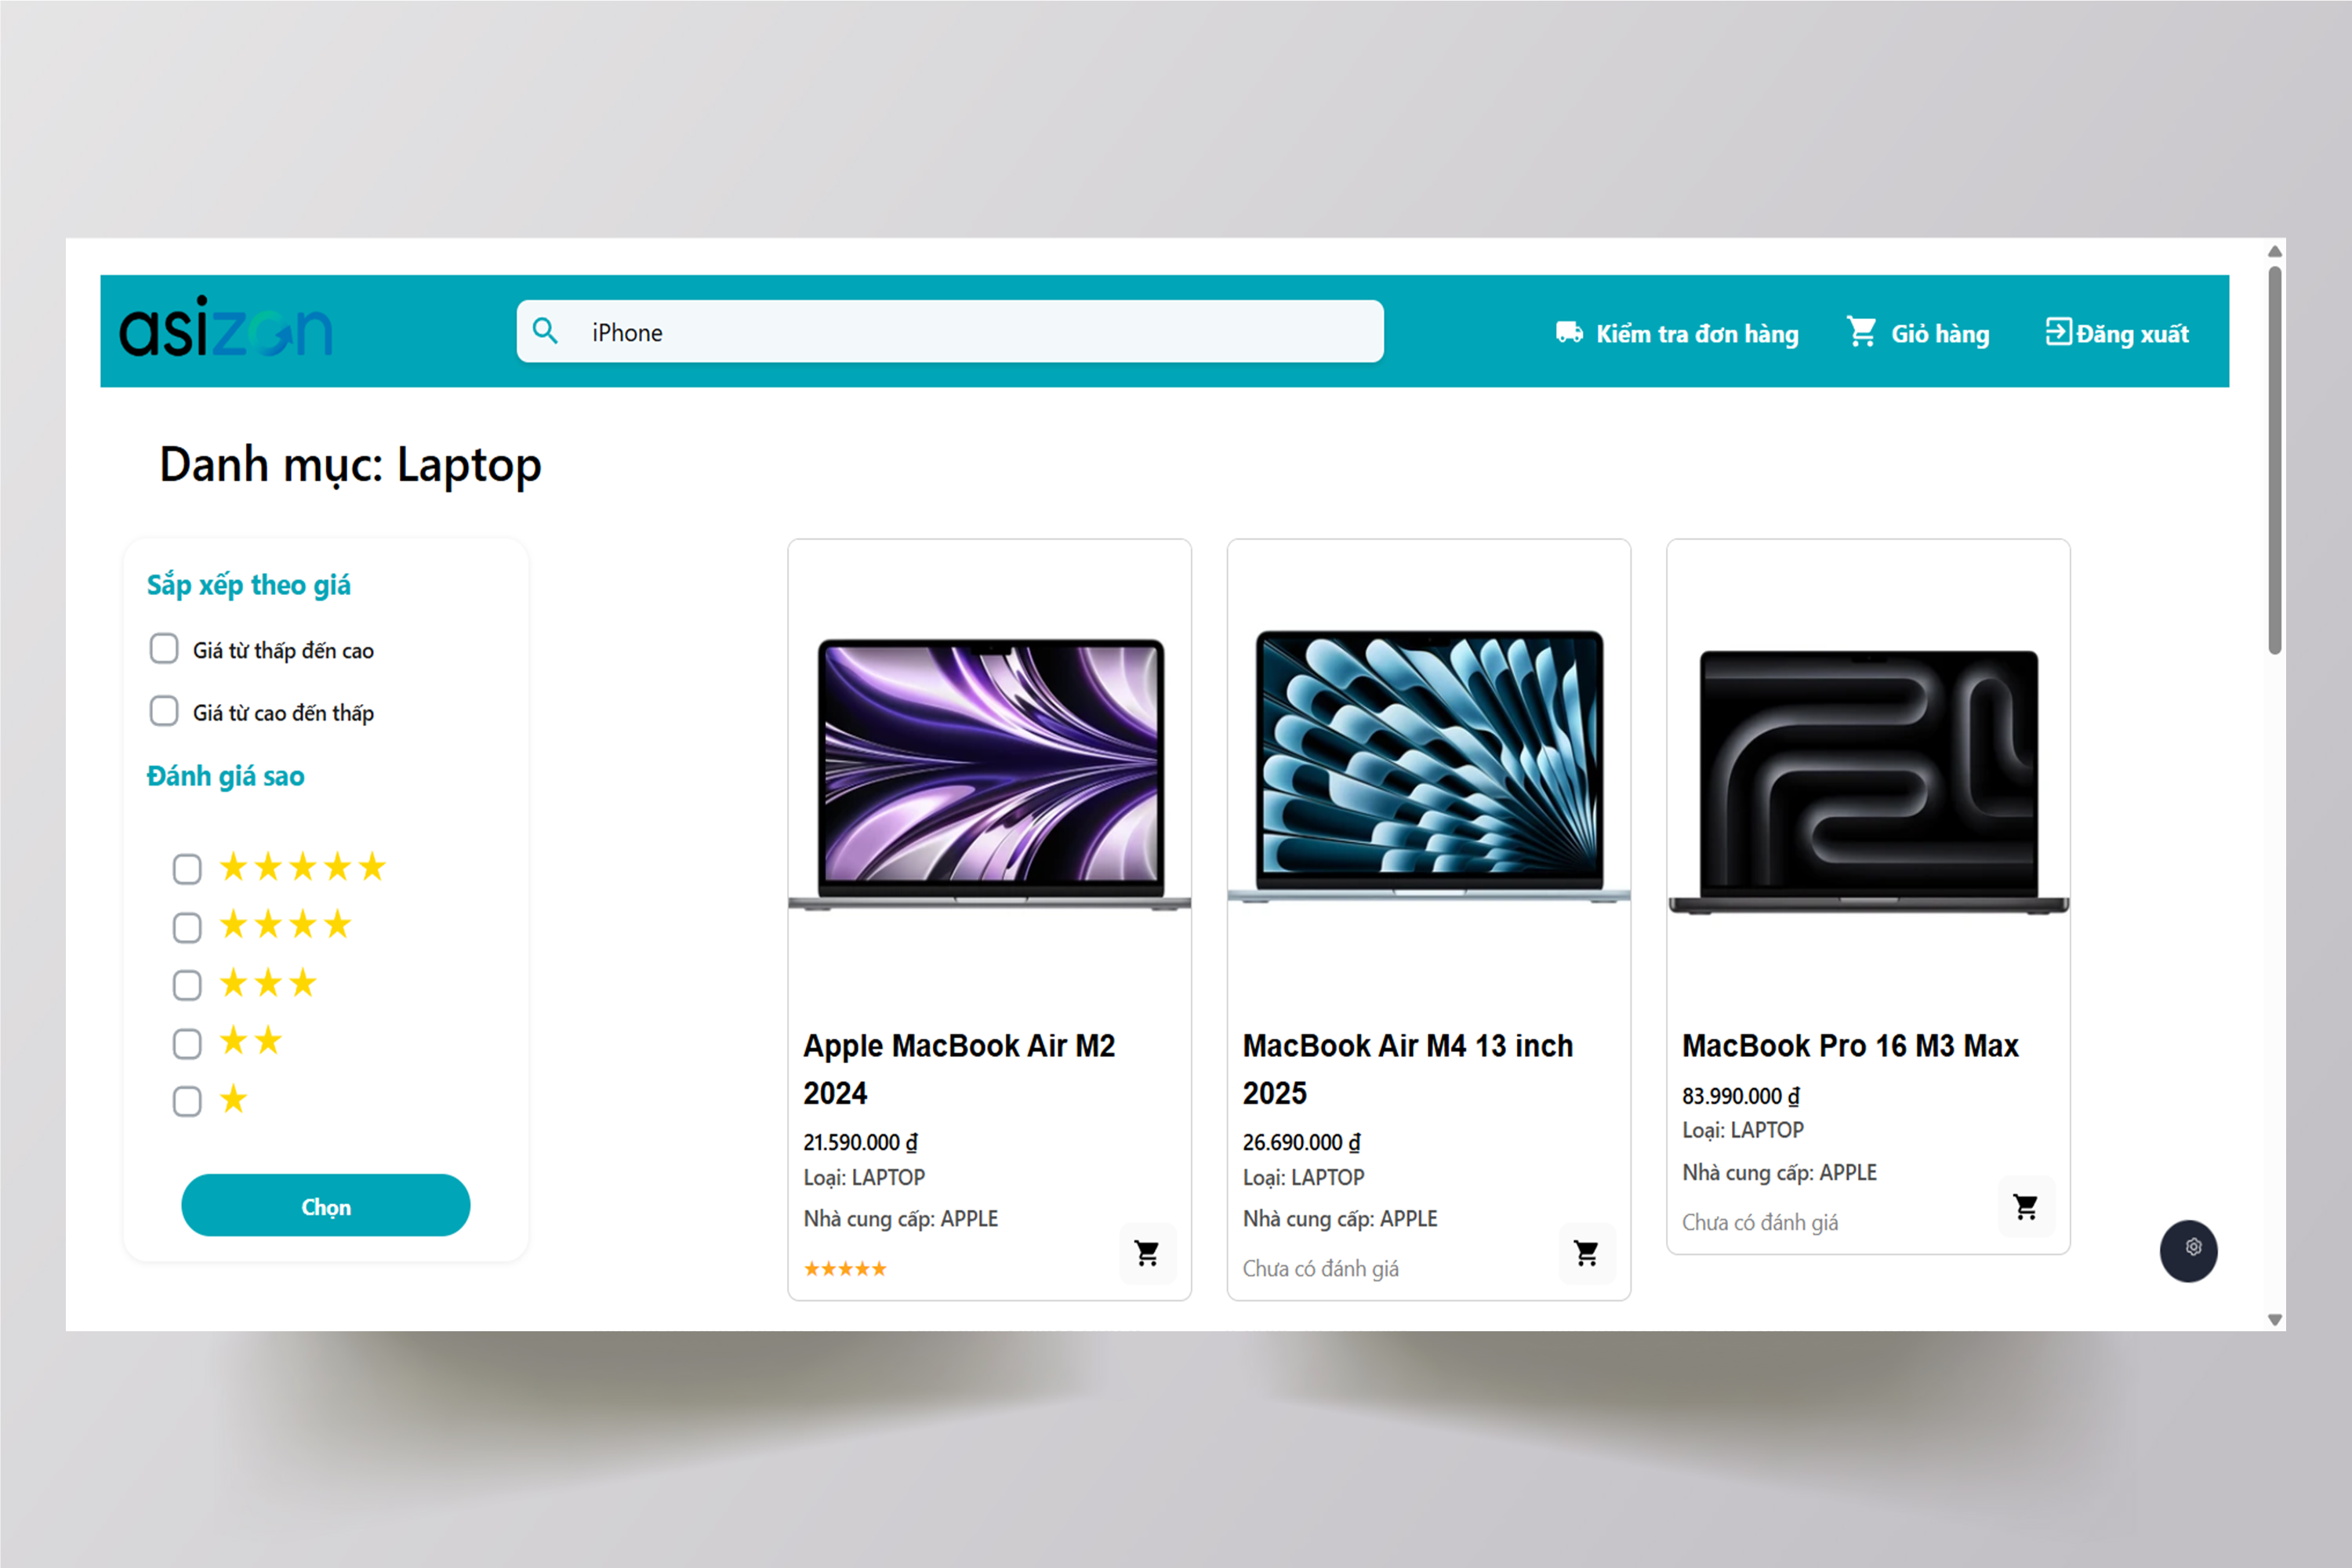 asizon
iPhone
Kiểm tra đơn hàng
Giỏ hàng
Đăng xuất
Danh mục: Laptop
Sắp xếp theo giá
Giá từ thấp đến cao
Giá từ cao đến thấp
Đánh giá sao
Chọn
Apple MacBook Air M2
2024
21.590.000 ₫
Loại: LAPTOP
Nhà cung cấp: APPLE
MacBook Air M4 13 inch
2025
26.690.000 ₫
Loại: LAPTOP
Nhà cung cấp: APPLE
Chưa có đánh giá
MacBook Pro 16 M3 Max
83.990.000 ₫
Loại: LAPTOP
Nhà cung cấp: APPLE
Chưa có đánh giá